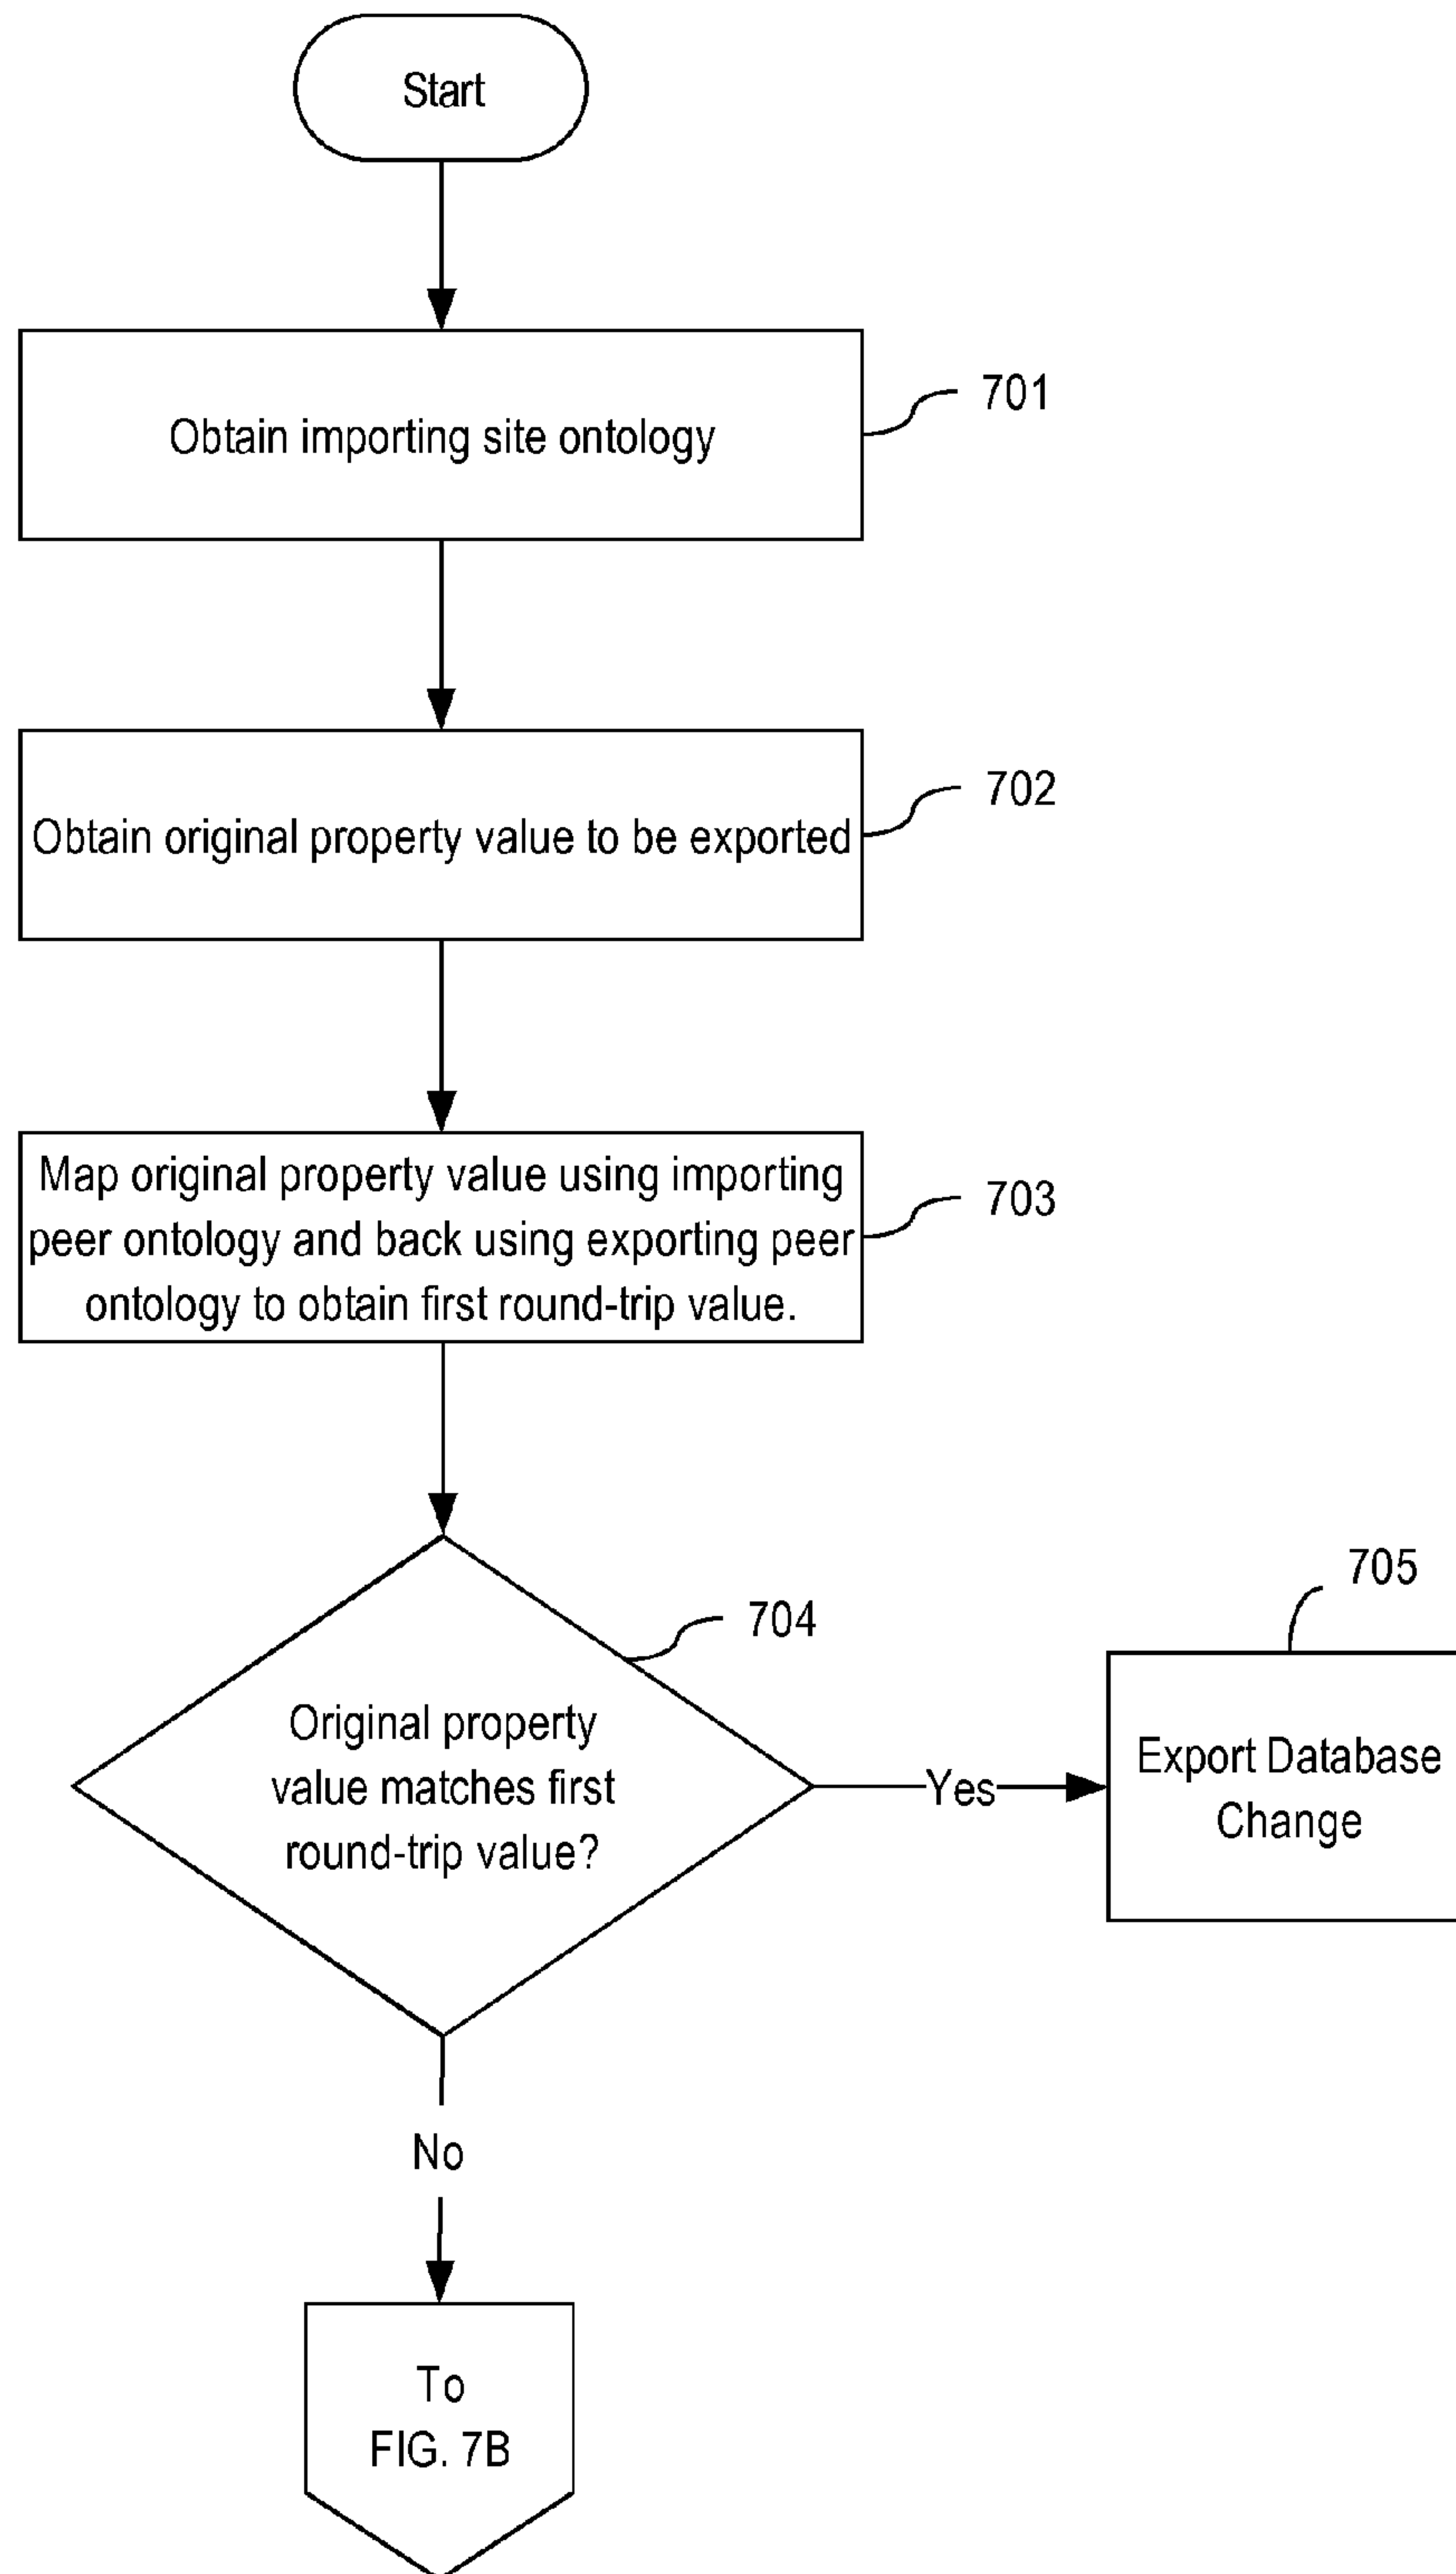 Start
Obtain importing site ontology
701
Obtain original property value to be exported
702
Map original property value using importing
peer ontology and back using exporting peer
ontology to obtain first round-trip value.
703
704
Original property
value matches first
round-trip value?
Yes
705
Export Database
Change
No
To
FIG. 7B